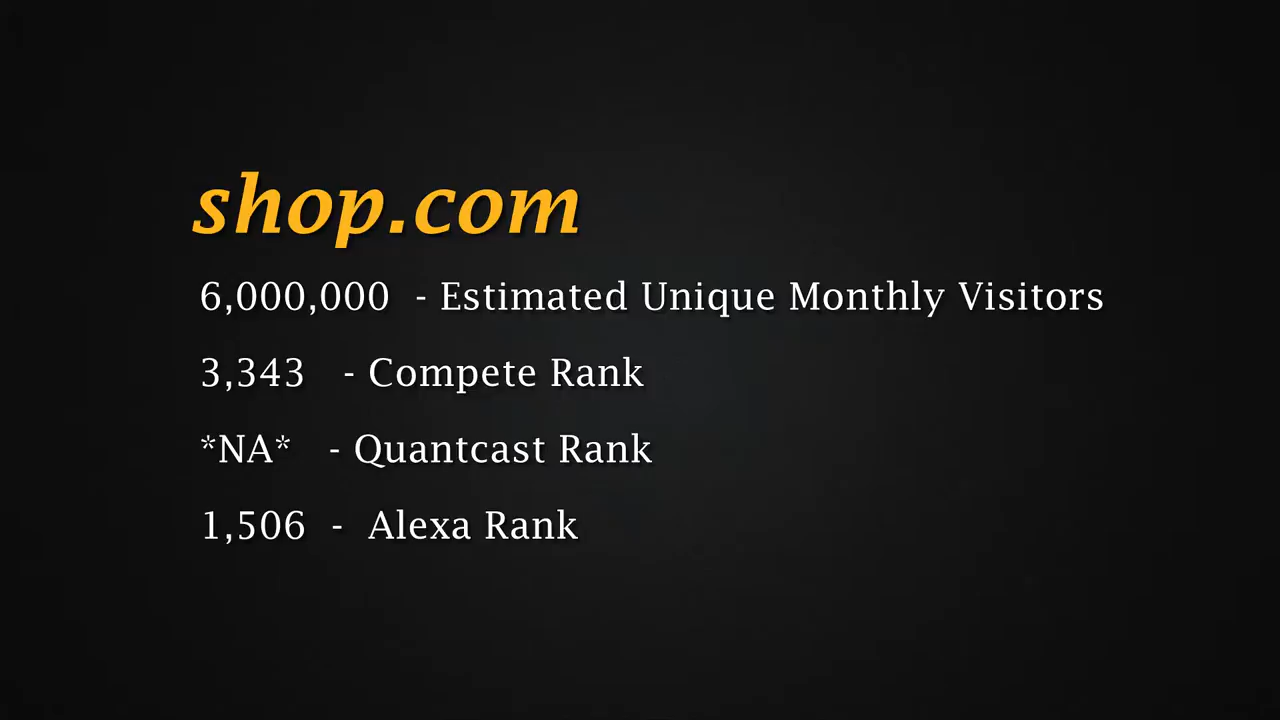 shop.com
6,000,000 - Estimated Unique Monthly Visitors
3,343 - Compete Rank
*NA* - Quantcast Rank
1,506 - Alexa Rank